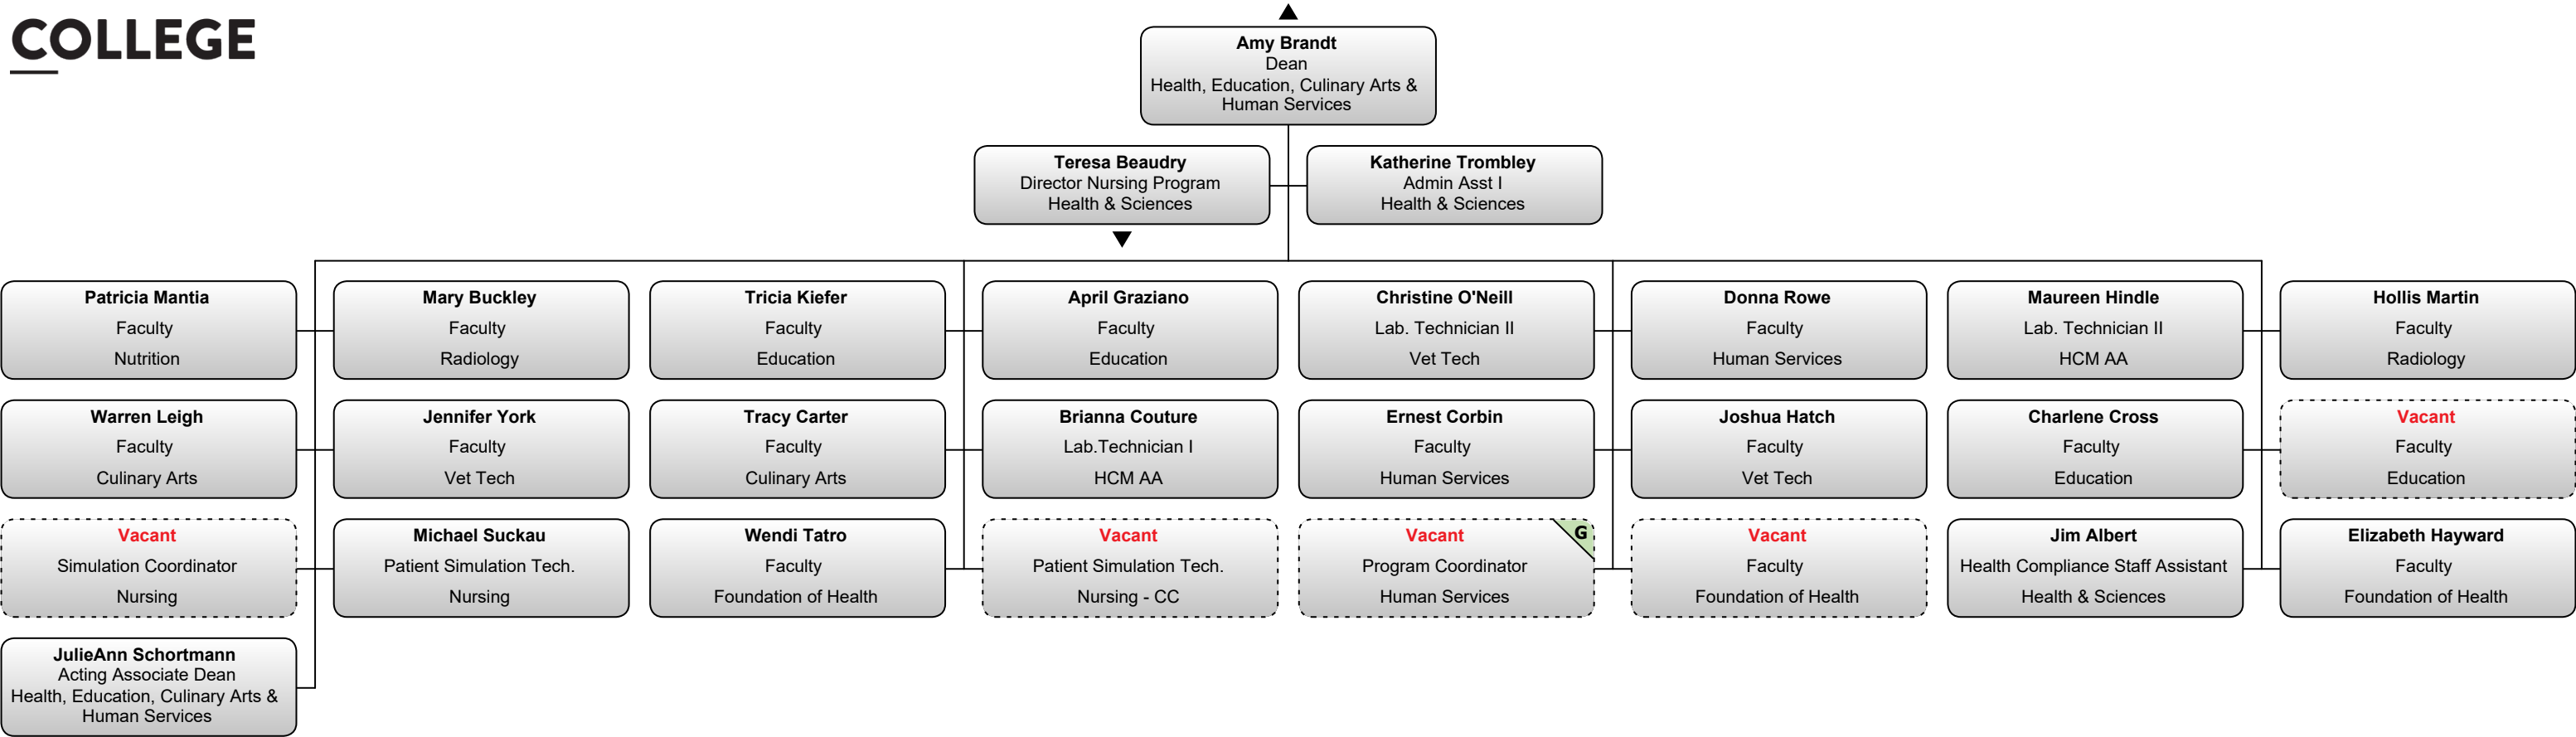 COLLEGE
Amy Brandt
Dean
Health, Education, Culinary Arts &
Human Services
Teresa Beaudry
Director Nursing Program
Health & Sciences
Katherine Trombley
Admin Asst I
Health & Sciences
Patricia Mantia
Faculty
Nutrition
Mary Buckley
Faculty
Radiology
Tricia Kiefer
Faculty
Education
April Graziano
Faculty
Education
Christine O'Neill
Lab. Technician II
Vet Tech
Donna Rowe
Faculty
Human Services
Maureen Hindle
Lab. Technician II
HCM AA
Hollis Martin
Faculty
Radiology
Warren Leigh
Faculty
Culinary Arts
Jennifer York
Faculty
Vet Tech
Tracy Carter
Faculty
Culinary Arts
Brianna Couture
Lab.Technician I
HCM AA
Ernest Corbin
Faculty
Human Services
Joshua Hatch
Faculty
Vet Tech
Charlene Cross
Faculty
Education
Vacant
Faculty
Education
Vacant
Simulation Coordinator
Nursing
Michael Suckau
Patient Simulation Tech.
Nursing
Wendi Tatro
Faculty
Foundation of Health
Vacant
Patient Simulation Tech.
Nursing - CC
Vacant
G
Program Coordinator
Human Services
Vacant
Faculty
Foundation of Health
Jim Albert
Health Compliance Staff Assistant
Health & Sciences
Elizabeth Hayward
Faculty
Foundation of Health
JulieAnn Schortmann
Acting Associate Dean
Health, Education, Culinary Arts &
Human Services